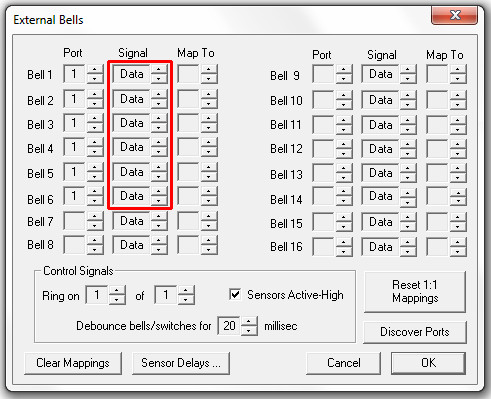 External Bells
Port Signal Map To Port Signal Map To
Bell 1 1 Data Bell 9 Data
Bell 2 1 Data Bell 10 Data
Bell 3 1 Data Bell 11 Data
Bell 4 1 Data Bell 12 Data
Bell 5 1 Data Bell 13 Data
Bell 6 1 Data Bell 14 Data
Bell 7 Data Bell 15 Data
Bell 8 Data Bell 16 Data
Control Signals
Ring on 1 of 1 Sensors Active-High
Debounce bells/switches for 20 millisec
Reset 1:1
Mappings
Discover Ports
Clear Mappings Sensor Delays ... Cancel OK